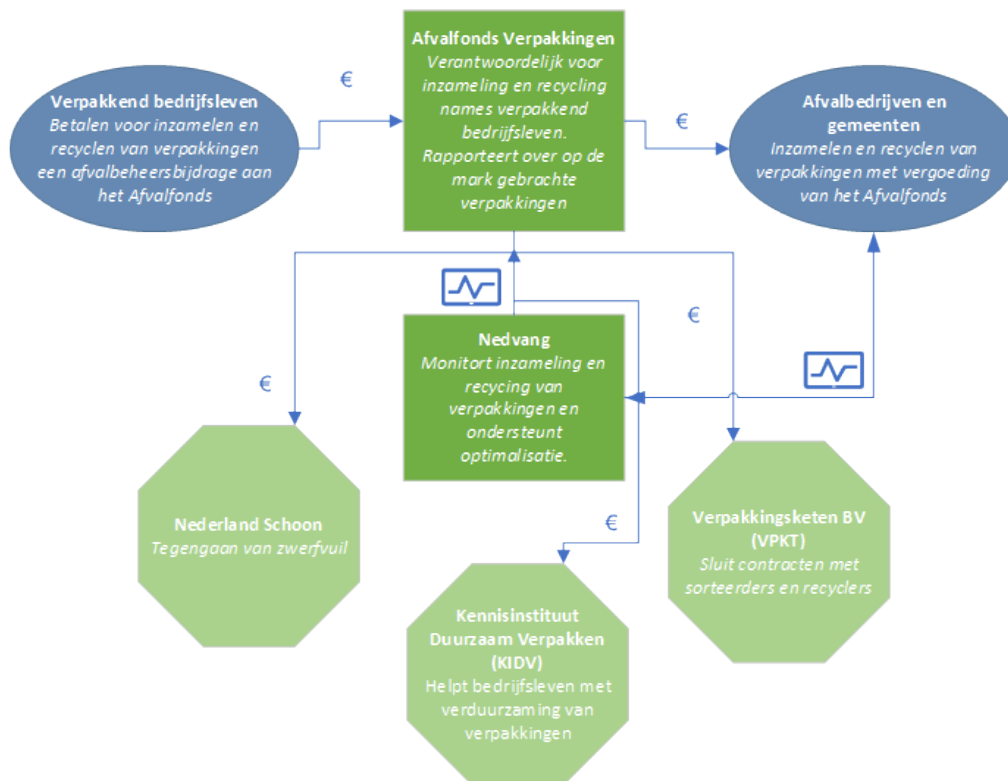 Afvalfonds Verpakkingen
Verantwoordelijk voor
inzameling en recycling
names verpakkend
bedrijfsleven.
Rapporteert over op de
mark gebrachte
verpakkingen
€
Verpakkend bedrijfsleven
Betalen voor inzamelen en
recyclen van verpakkingen
een afvalbeheersbijdrage aan
het Afvalfonds
€
Afvalbedrijven en
gemeenten
Inzamelen en recyclen van
verpakkingen met vergoeding
van het Afvalfonds
€
Nedvang
Monitort inzameling en
recycing van
verpakkingen en
ondersteunt
optimalisatie.
€
Nederland Schoon
Tegengaan van zwerfvuil
€
Verpakkingsketen BV
(VPKT)
Sluit contracten met
sorteerders en recyclers
Kennisinstituut
Duurzaam Verpakken
(KIDV)
Helpt bedrijfsleven met
verduurzaming van
verpakkingen